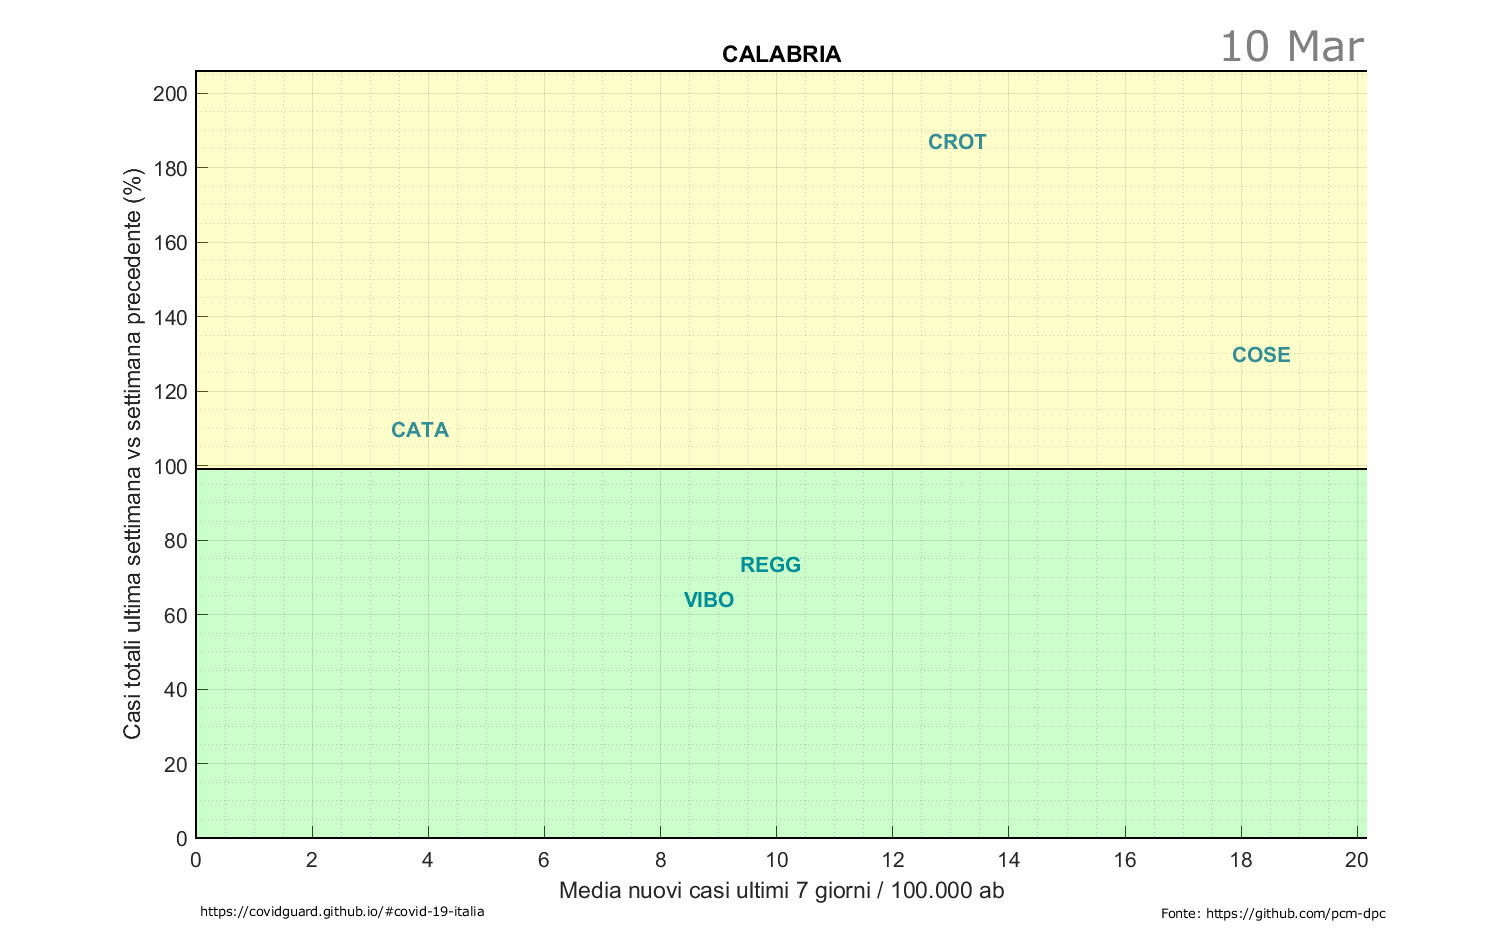 CALABRIA
10 Mar
Casi totali ultima settimana vs settimana precedente (%)
200
180
160
140
120
100
80
60
40
20
0
CROT
COSE
CATA
REGG
VIBO
0 2 4 6 8 10 12 14 16 18 20
Media nuovi casi ultimi 7 giorni / 100.000 ab
https://covidguard.github.io/#covid-19-italia
Fonte: https://github.com/pcm-dpc